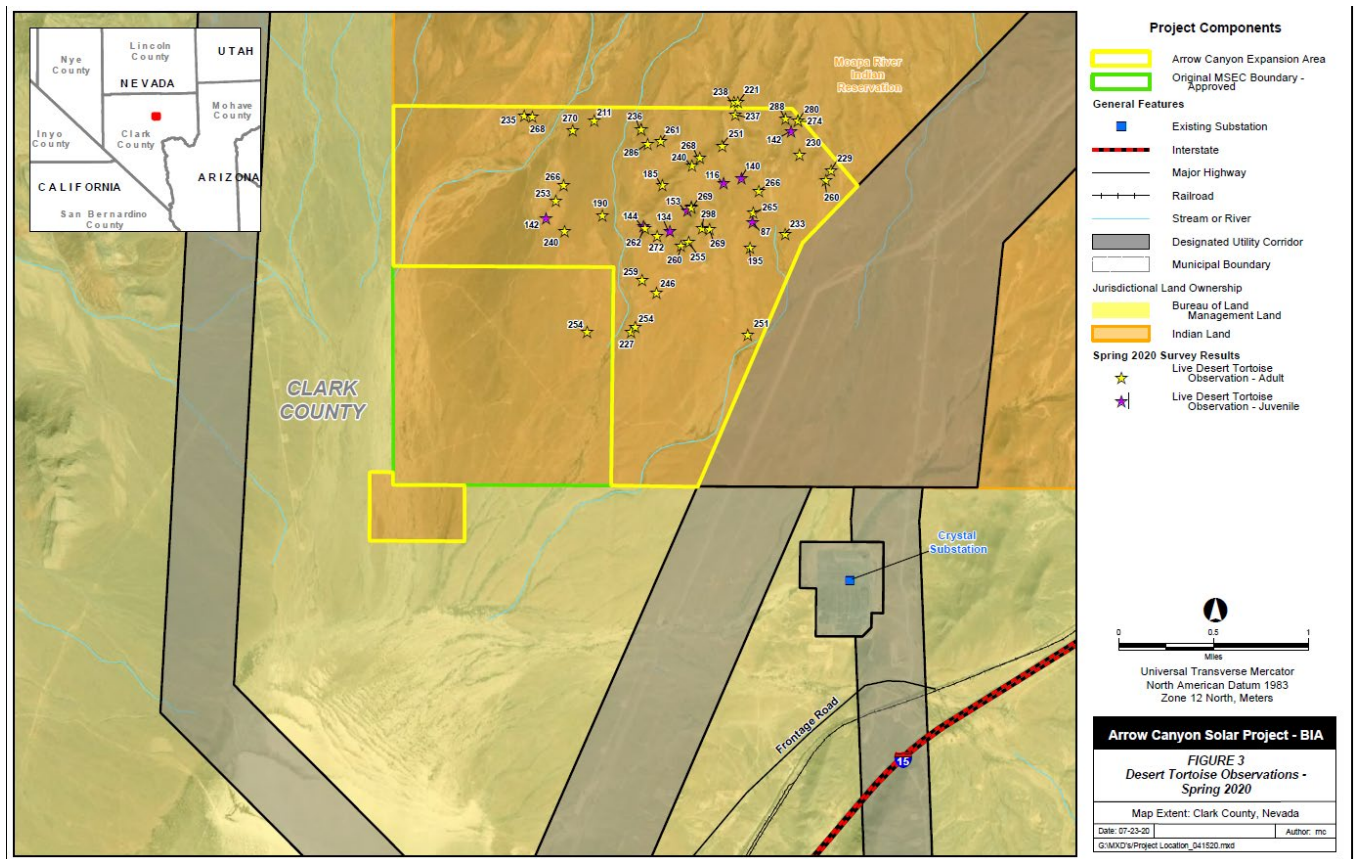 Nye
County
Lincoln
County
UTAH
NEVADA
Mohave
County
Inyo
County
Clark
County
CALIFORNIA
ARIZONA
San Bernardino
County
Moapa River
Indian
Reservation
238
221
237
288
280
274
142
230
235
268
270
211
236
286
261
268
240
251
229
260
116
140
266
185
266
253
190
142
240
153
269
265
87
144
134
298
233
262
272
260
255
269
195
259
246
254
254
227
251
CLARK
COUNTY
Crystal
Substation
Frontage Road
15
Project Components
Arrow Canyon Expansion Area
Original MSEC Boundary -
Approved
General Features
Existing Substation
Interstate
Major Highway
Railroad
Stream or River
Designated Utility Corridor
Municipal Boundary
Jurisdictional Land Ownership
Bureau of Land
Management Land
Indian Land
Spring 2020 Survey Results
Live Desert Tortoise
Observation - Adult
Live Desert Tortoise
Observation - Juvenile
0 0.5 1
Miles
Universal Transverse Mercator
North American Datum 1983
Zone 12 North, Meters
Arrow Canyon Solar Project - BIA
FIGURE 3
Desert Tortoise Observations -
Spring 2020
Map Extent: Clark County, Nevada
Date: 07-23-20 Author: mc
G:\MXD's\Project Location_041520.mxd